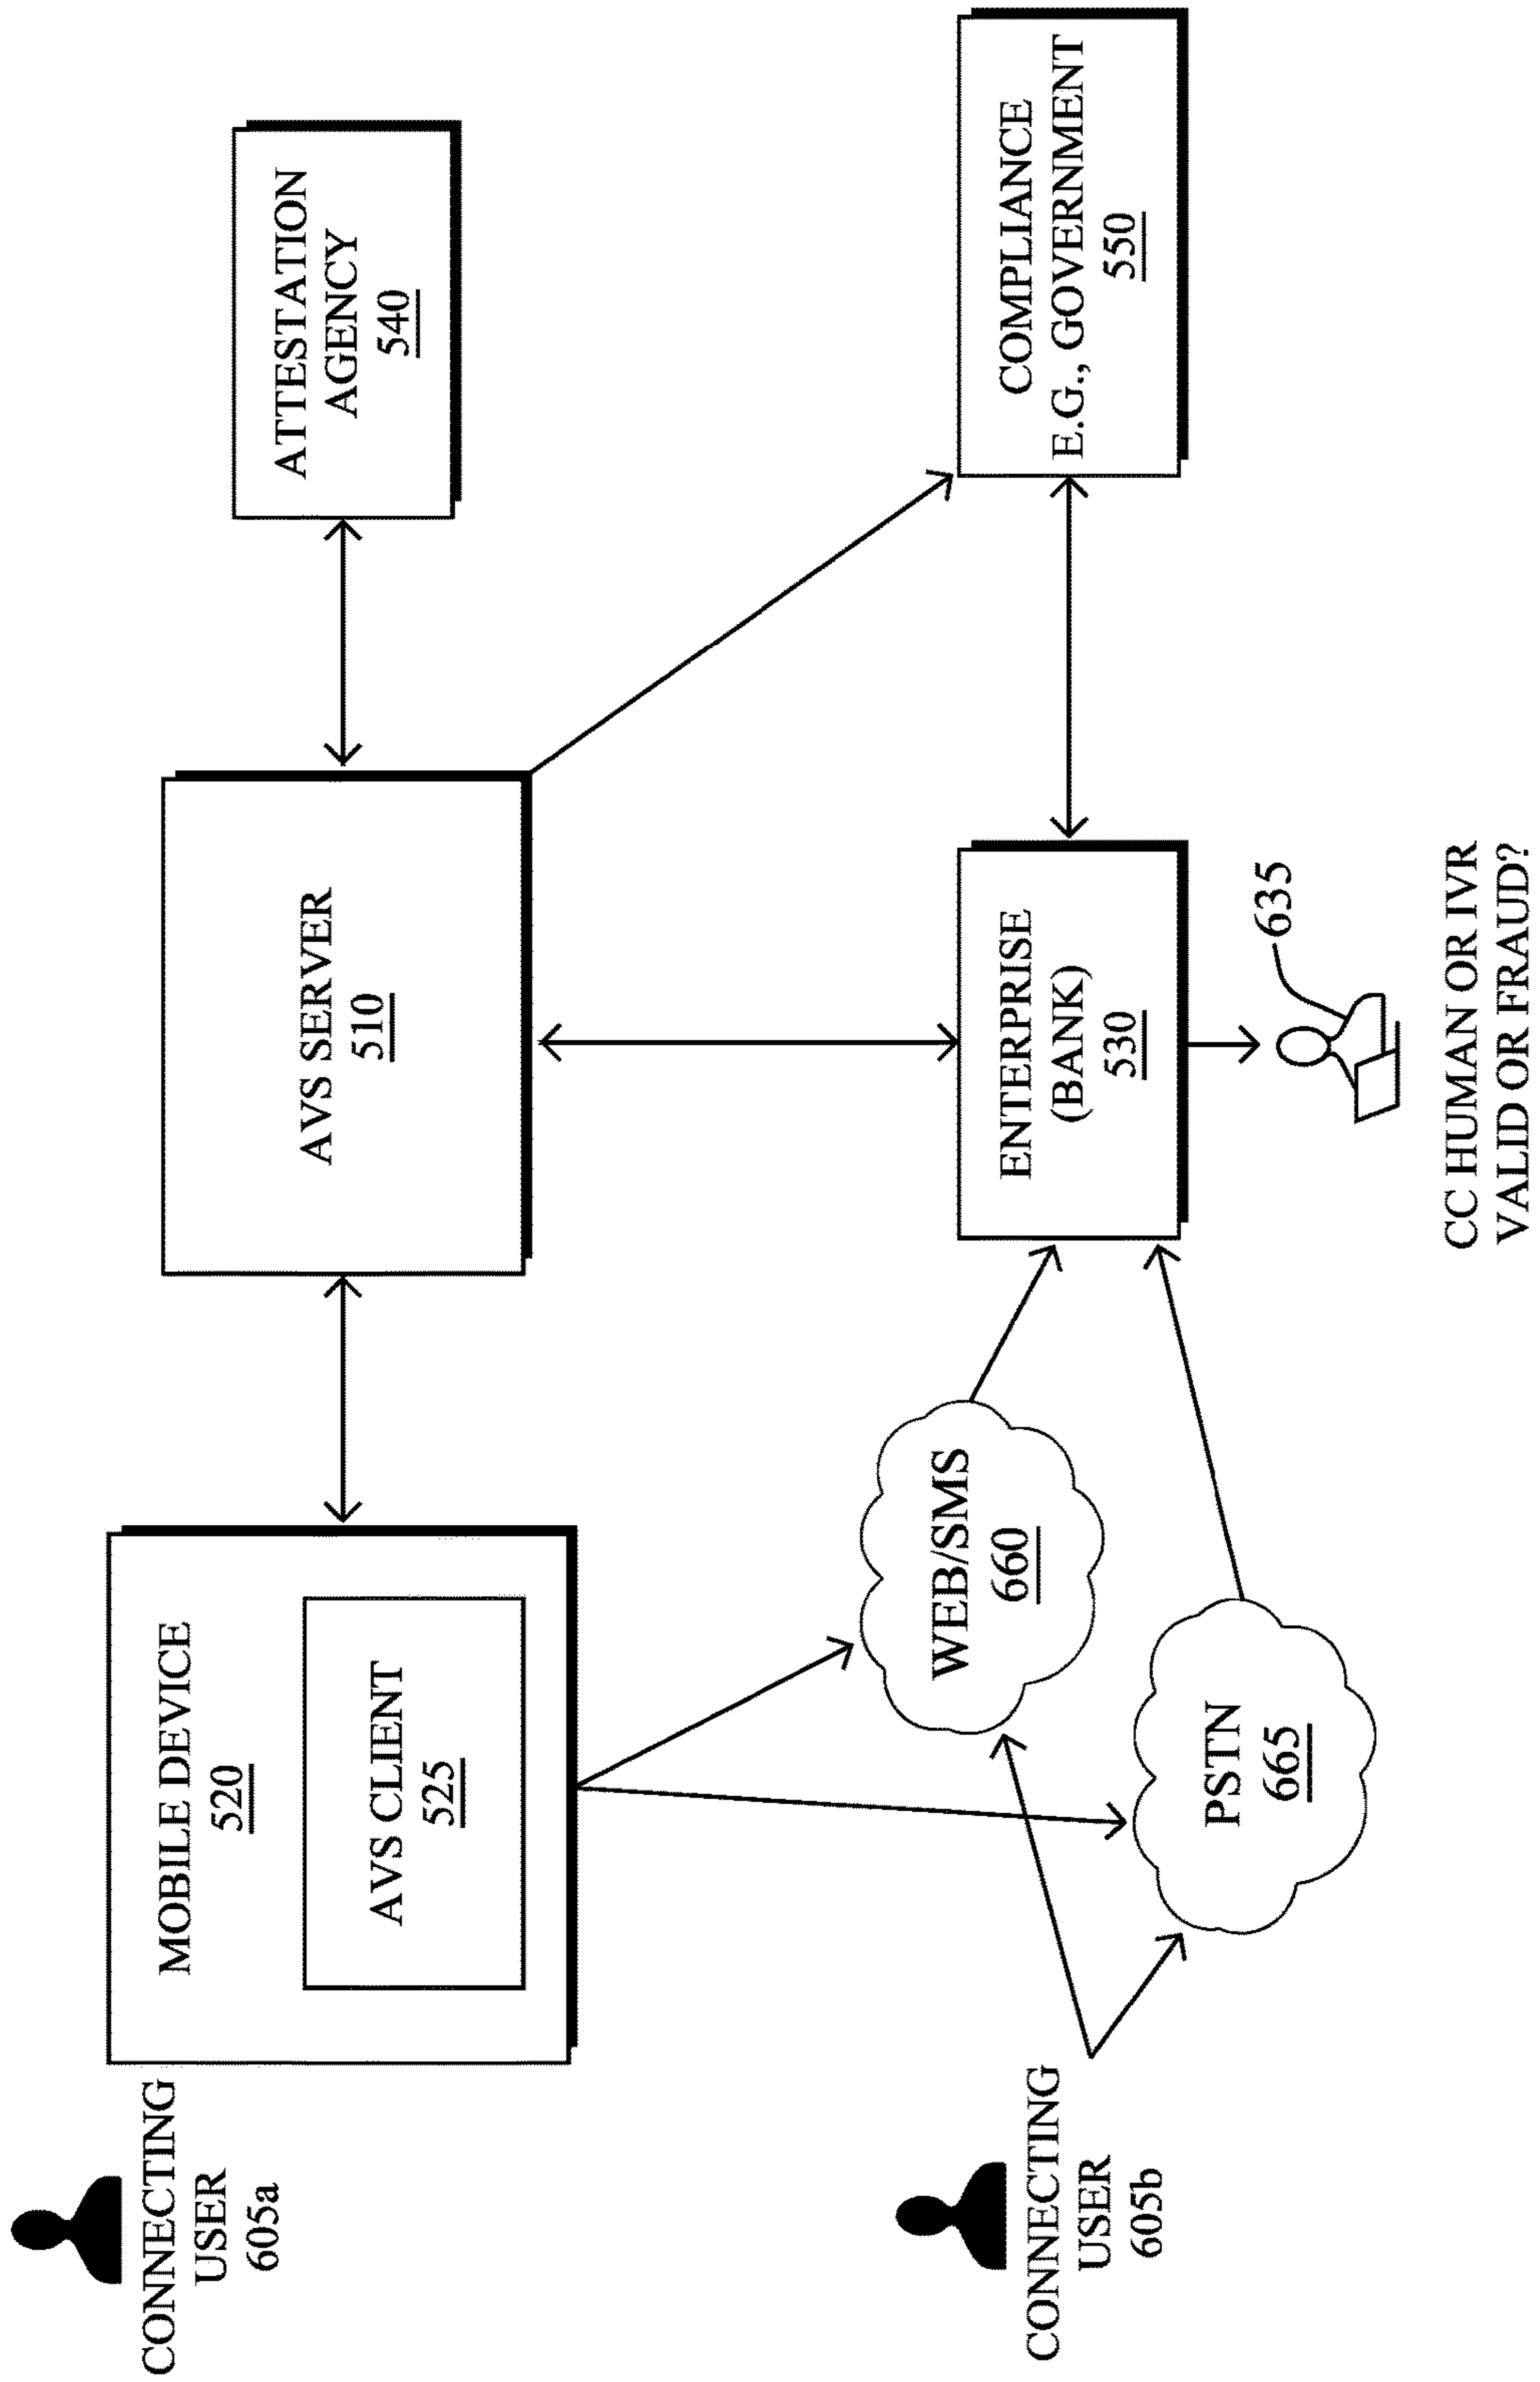 CONNECTING
USER
605a
MOBILE DEVICE
520
AVS CLIENT
525
AVS SERVER
510
ATTESTATION
AGENCY
540
CONNECTING
USER
605b
WEB/SMS
660
PSTN
665
ENTERPRISE
(BANK)
530
635
CC HUMAN OR IVR
VALID OR FRAUD?
COMPLIANCE
E.G., GOVERNMENT
550